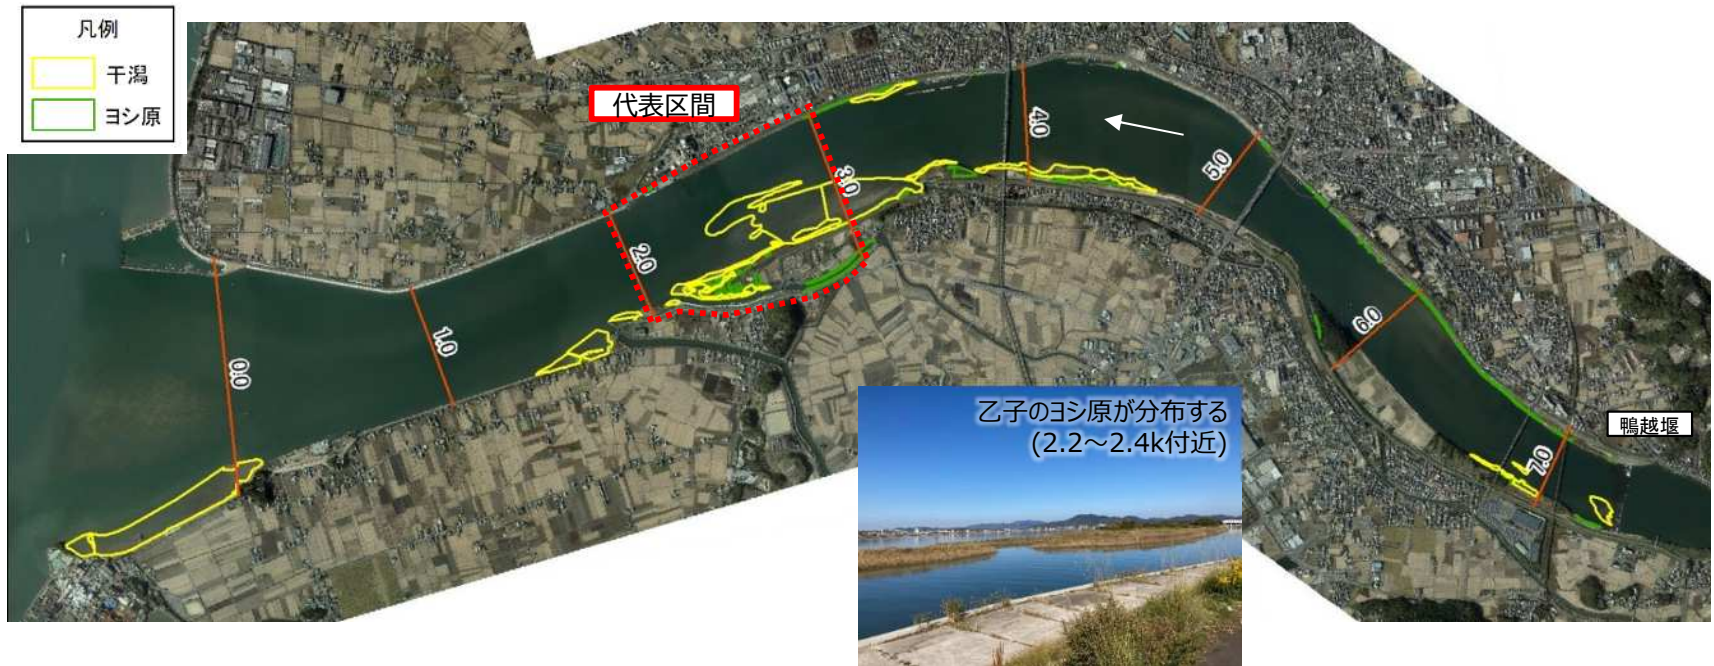 凡例
干潟
ヨシ原
代表区間
0.0
1.0
2.0
3.0
4.0
5.0
6.0
7.0
鴨越堰
乙子のヨシ原が分布する
(2.2～2.4k付近)